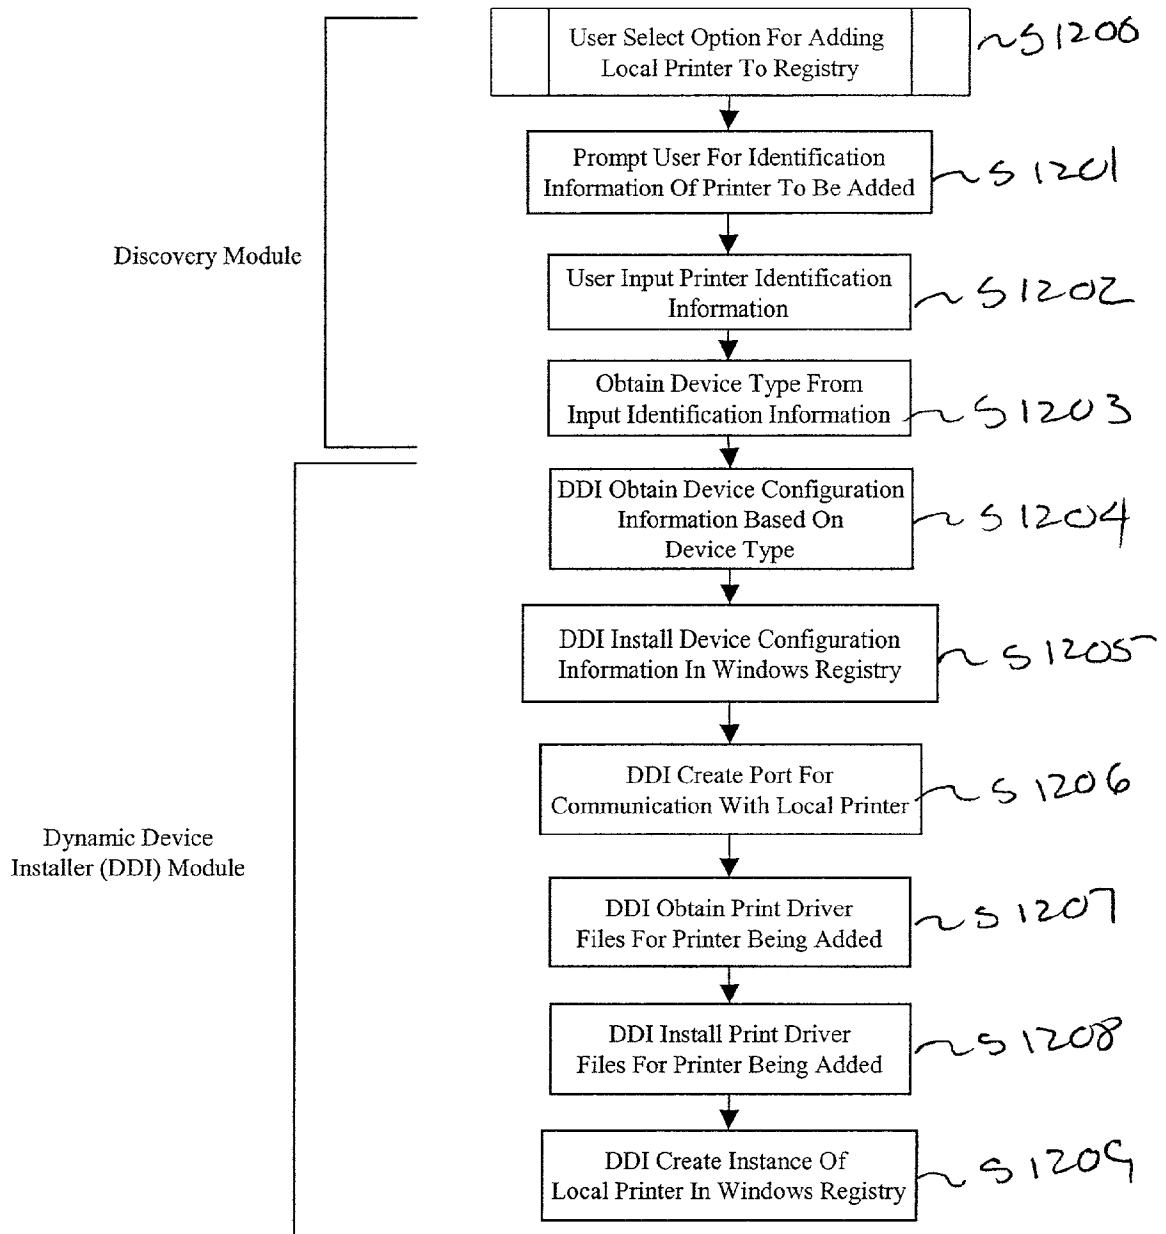 User Select Option For Adding
Local Printer To Registry
S1200
Prompt User For Identification
Information Of Printer To Be Added
S1201
Discovery Module
User Input Printer Identification
Information
S1202
Obtain Device Type From
Input Identification Information
S1203
DDI Obtain Device Configuration
Information Based On
Device Type
S1204
DDI Install Device Configuration
Information In Windows Registry
S1205
DDI Create Port For
Communication With Local Printer
S1206
Dynamic Device
Installer (DDI) Module
DDI Obtain Print Driver
Files For Printer Being Added
S1207
DDI Install Print Driver
Files For Printer Being Added
S1208
DDI Create Instance Of
Local Printer In Windows Registry
S1209